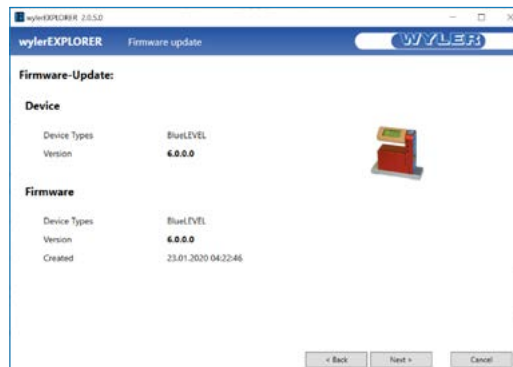 wylerEXPLORER 2.0.5.0
wylerEXPLORER Firmware update WYLER
Firmware-Update:
Device
Device Types BlueLEVEL
Version 6.0.0.0
Firmware
Device Types BlueLEVEL
Version 6.0.0.0
Created 23.01.2020 04:22:46
< Back Next > Cancel